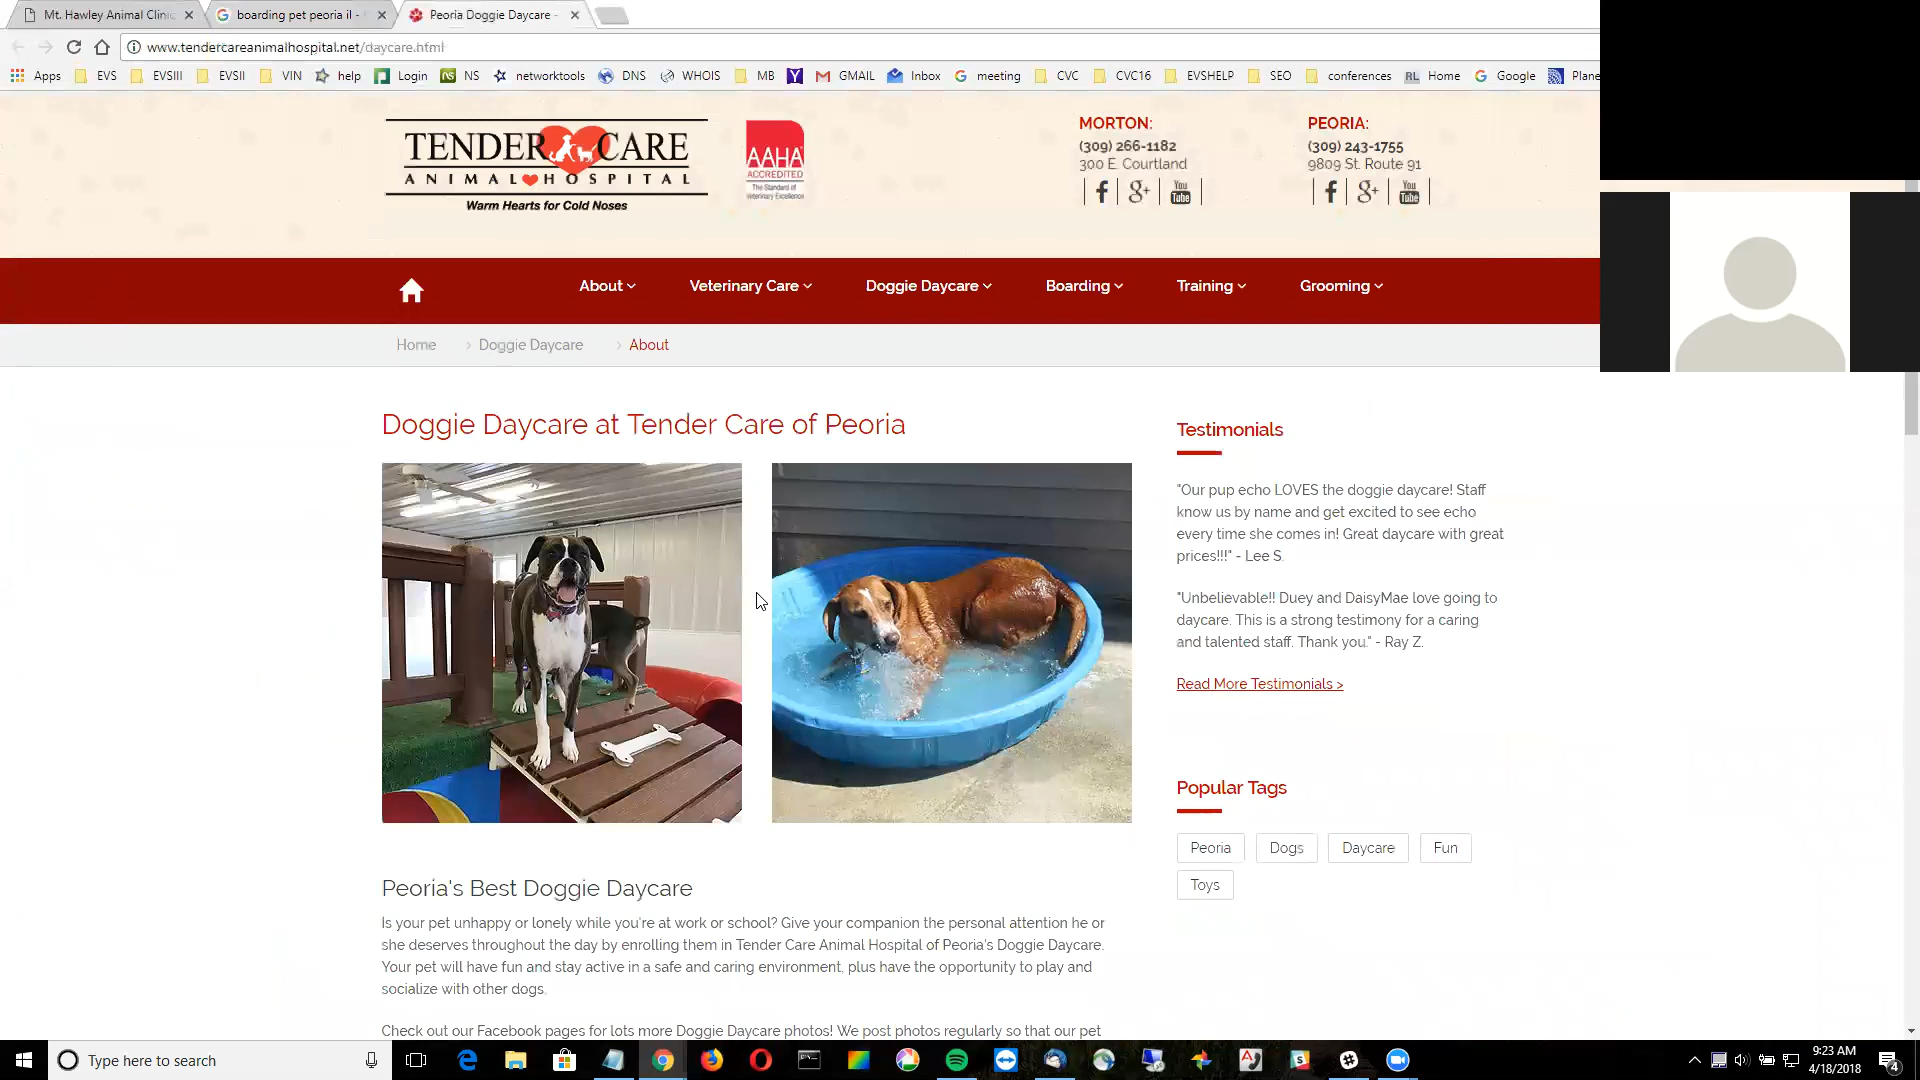 Mt. Hawley Animal Clinic
boarding pet peoria il -
Peoria Doggie Daycare -
www.tendercareanimalhospital.net/daycare.html
Apps EVS EVSIII EVSII VIN help Login NS networktools DNS WHOIS MB GMAIL Inbox meeting CVC CVC16 EVSHELP SEO conferences RL Home Google Plane
TENDER CARE
ANIMAL HOSPITAL
Warm Hearts for Cold Noses
AAHA
ACCREDITED
The Standard of
Veterinary Excellence
MORTON:
(309) 266-1182
300 E. Courtland
f g+ You Tube
PEORIA:
(309) 243-1755
9809 St. Route 91
f g+ You Tube
About Veterinary Care Doggie Daycare Boarding Training Grooming
Home > Doggie Daycare > About
Doggie Daycare at Tender Care of Peoria
Peoria's Best Doggie Daycare
Is your pet unhappy or lonely while you're at work or school? Give your companion the personal attention he or
she deserves throughout the day by enrolling them in Tender Care Animal Hospital of Peoria's Doggie Daycare.
Your pet will have fun and stay active in a safe and caring environment, plus have the opportunity to play and
socialize with other dogs.
Check out our Facebook pages for lots more Doggie Daycare photos! We post photos regularly so that our pet
Testimonials
"Our pup echo LOVES the doggie daycare! Staff
know us by name and get excited to see echo
every time she comes in! Great daycare with great
prices!!!" - Lee S.
"Unbelievable!! Duey and DaisyMae love going to
daycare. This is a strong testimony for a caring
and talented staff. Thank you." - Ray Z.
Read More Testimonials >
Popular Tags
Peoria Dogs Daycare Fun
Toys
Type here to search
9:23 AM
4/18/2018
4